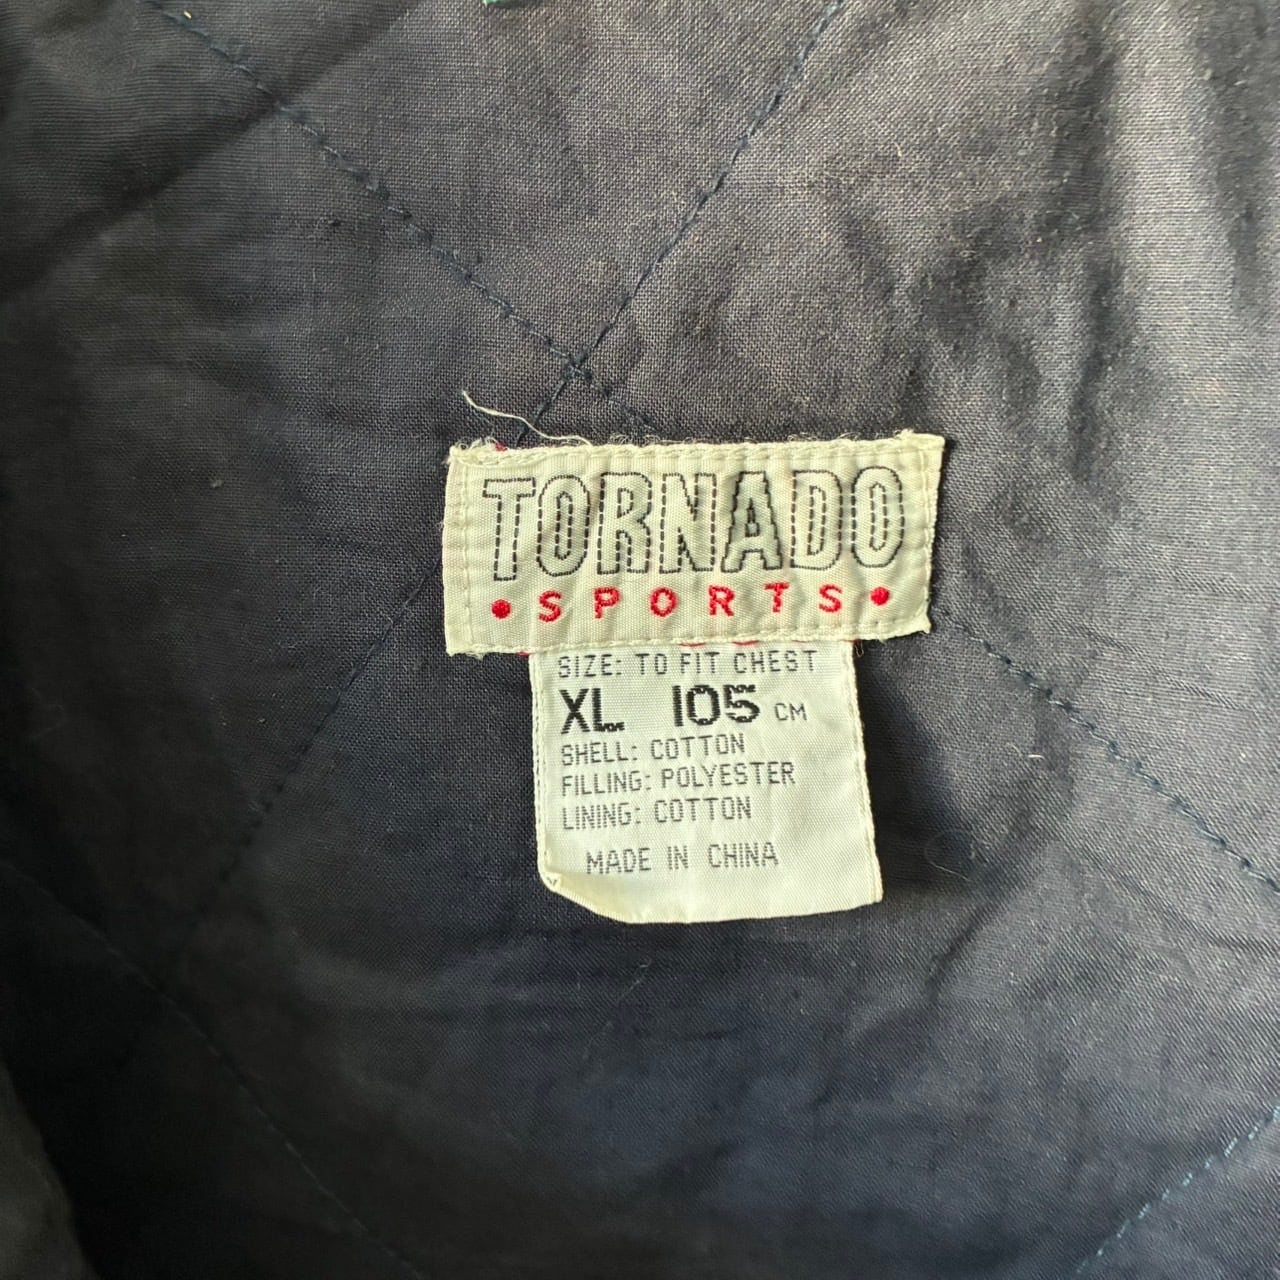 TORNADO
• SPORTS •
SIZE: TO FIT CHEST
XL 105 CM
SHELL: COTTON
FILLING: POLYESTER
LINING: COTTON
MADE IN CHINA